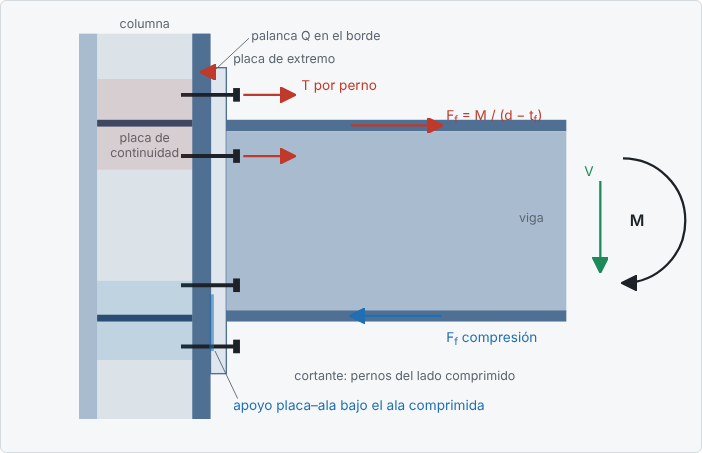 columna
palanca Q en el borde
placa de extremo
T por perno
F_f = M / (d − t_f)
placa de
continuidad
V
M
viga
F_f compresión
cortante: pernos del lado comprimido
apoyo placa–ala bajo el ala comprimida